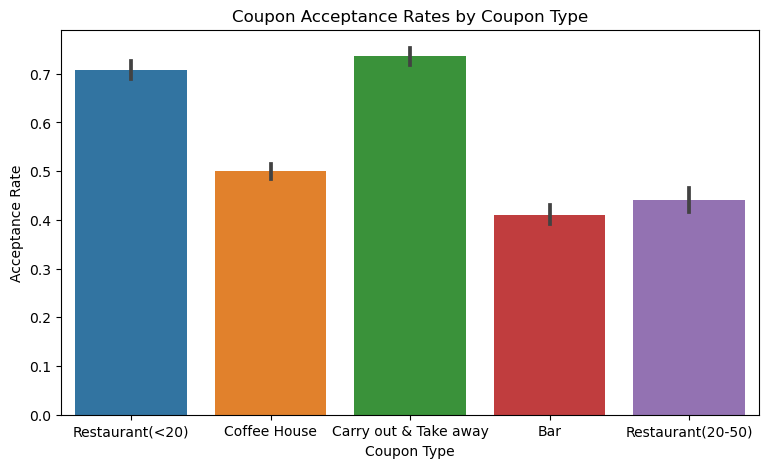 Coupon Acceptance Rates by Coupon Type
Acceptance Rate
0.7
0.6
0.5
0.4
0.3
0.2
0.1
0.0
Restaurant(<20)
Coffee House
Carry out & Take away
Bar
Restaurant(20-50)
Coupon Type